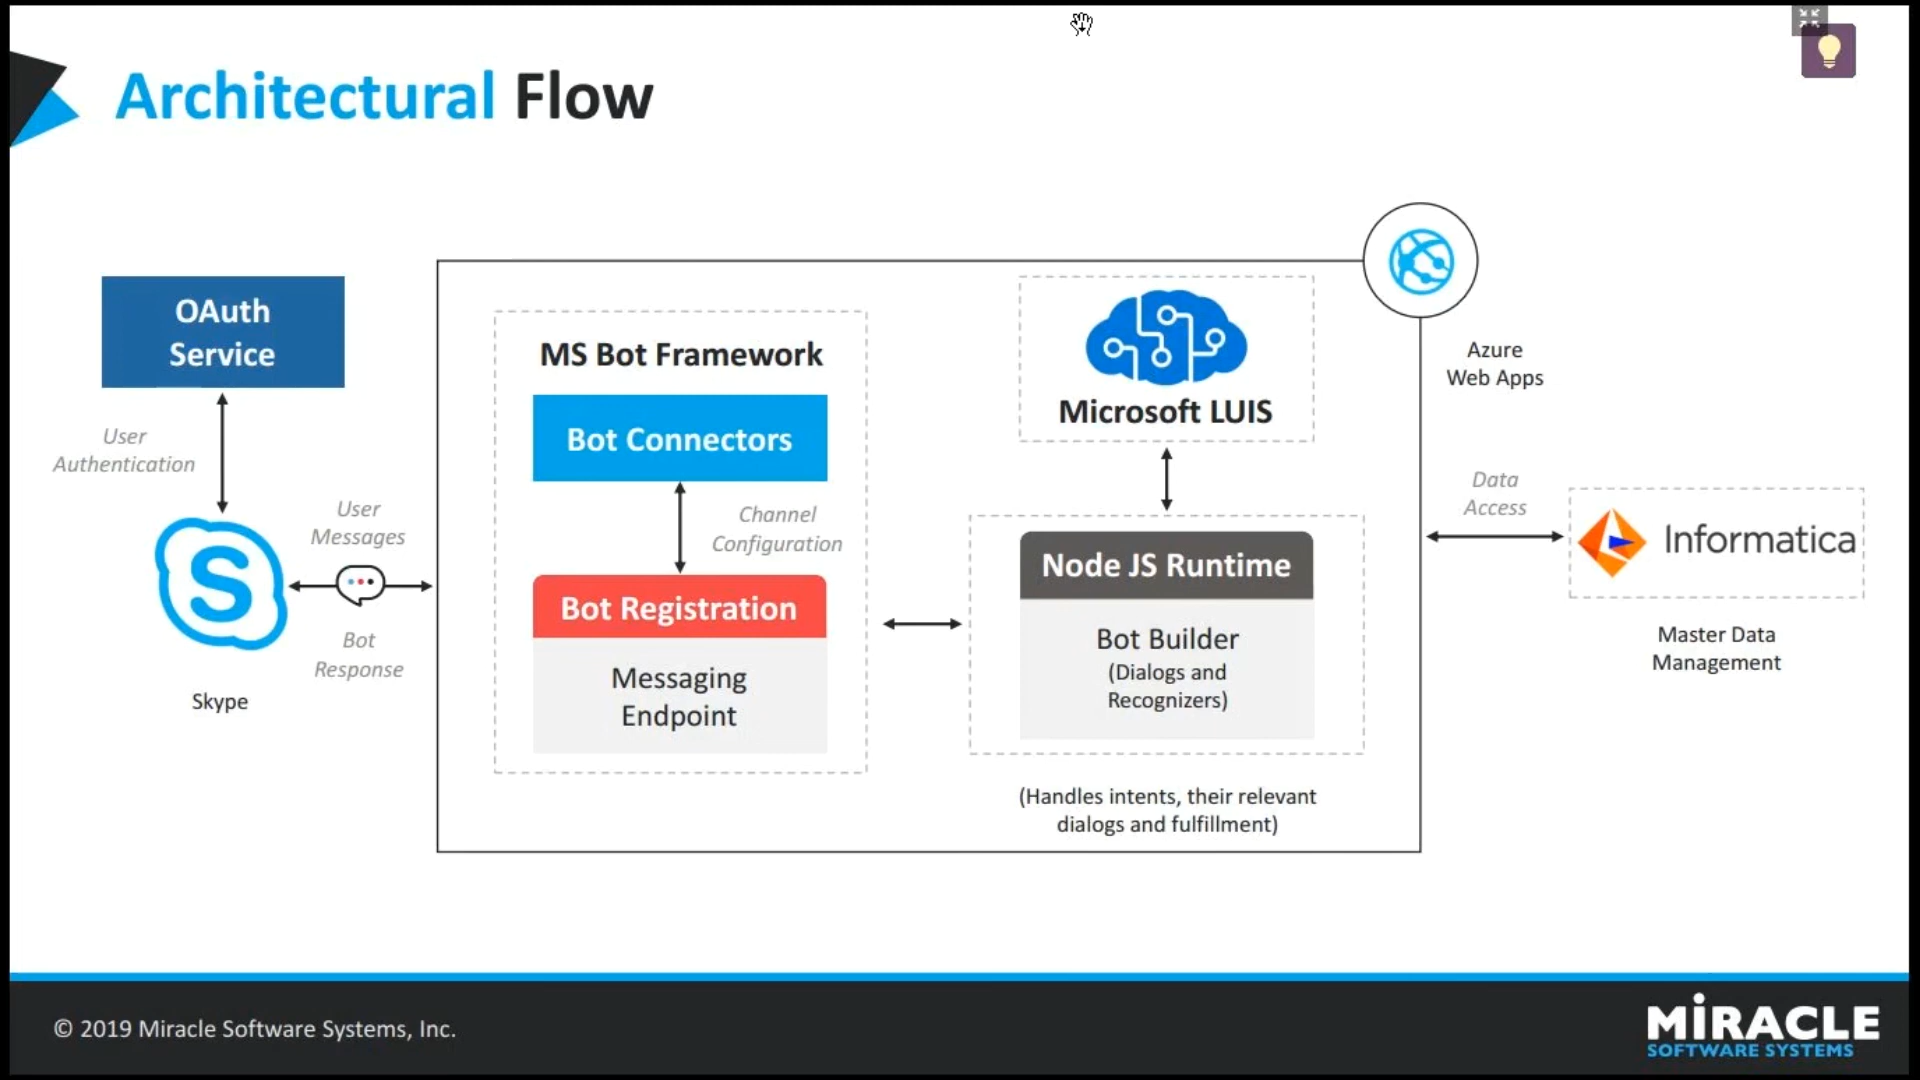 Architectural Flow
OAuth
Service
User
Authentication
S
Skype
User
Messages
Bot
Response
MS Bot Framework
Bot Connectors
Channel
Configuration
Bot Registration
Messaging
Endpoint
Microsoft LUIS
Node JS Runtime
Bot Builder
(Dialogs and
Recognizers)
(Handles intents, their relevant
dialogs and fulfillment)
Azure
Web Apps
Data
Access
Informatica
Master Data
Management
© 2019 Miracle Software Systems, Inc.
MiRACLE
SOFTWARE SYSTEMS